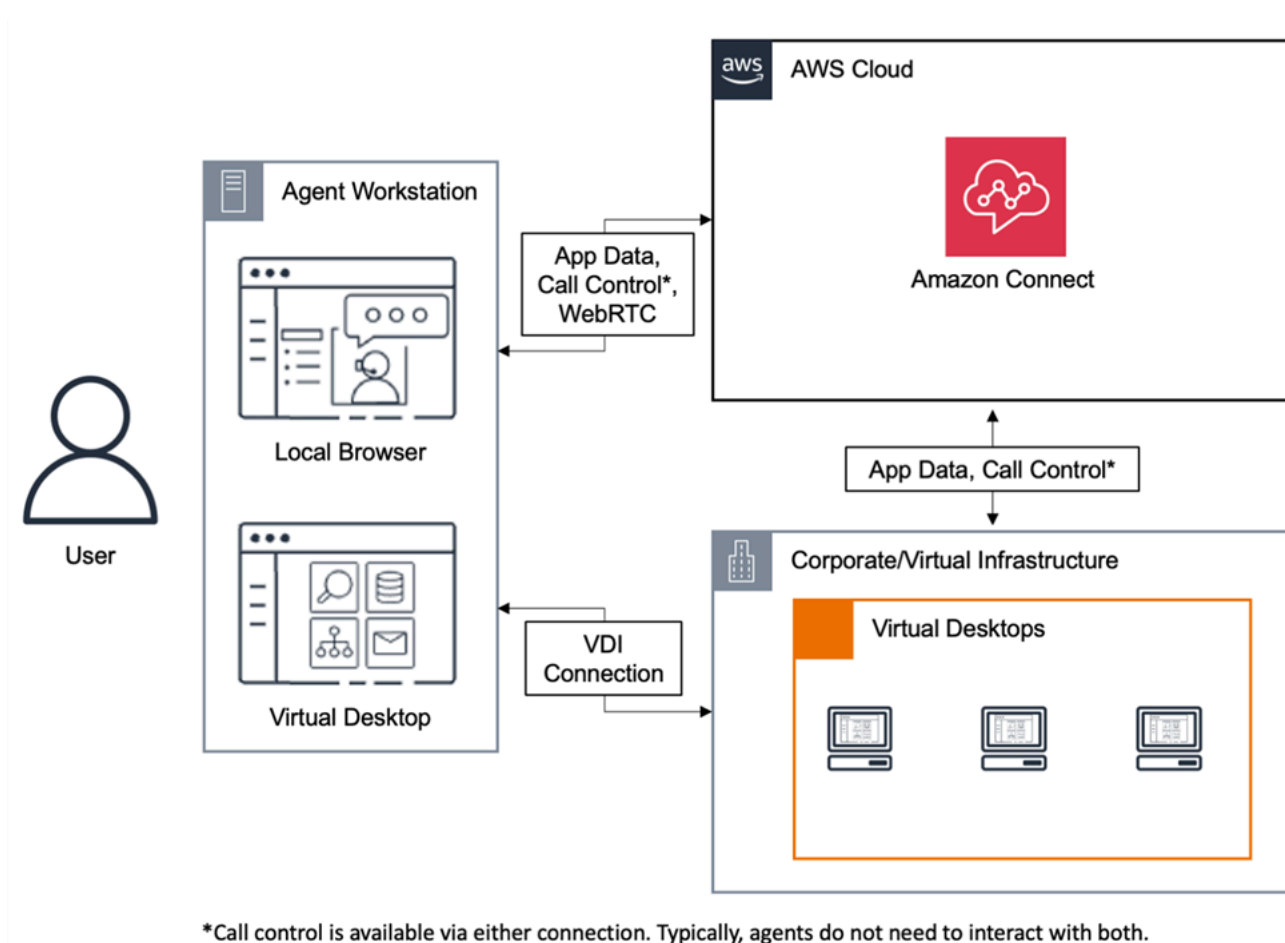 aws
AWS Cloud
Amazon Connect
Agent Workstation
App Data,
Call Control*,
WebRTC
Local Browser
User
App Data, Call Control*
Corporate/Virtual Infrastructure
Virtual Desktops
VDI
Connection
Virtual Desktop
*Call control is available via either connection. Typically, agents do not need to interact with both.